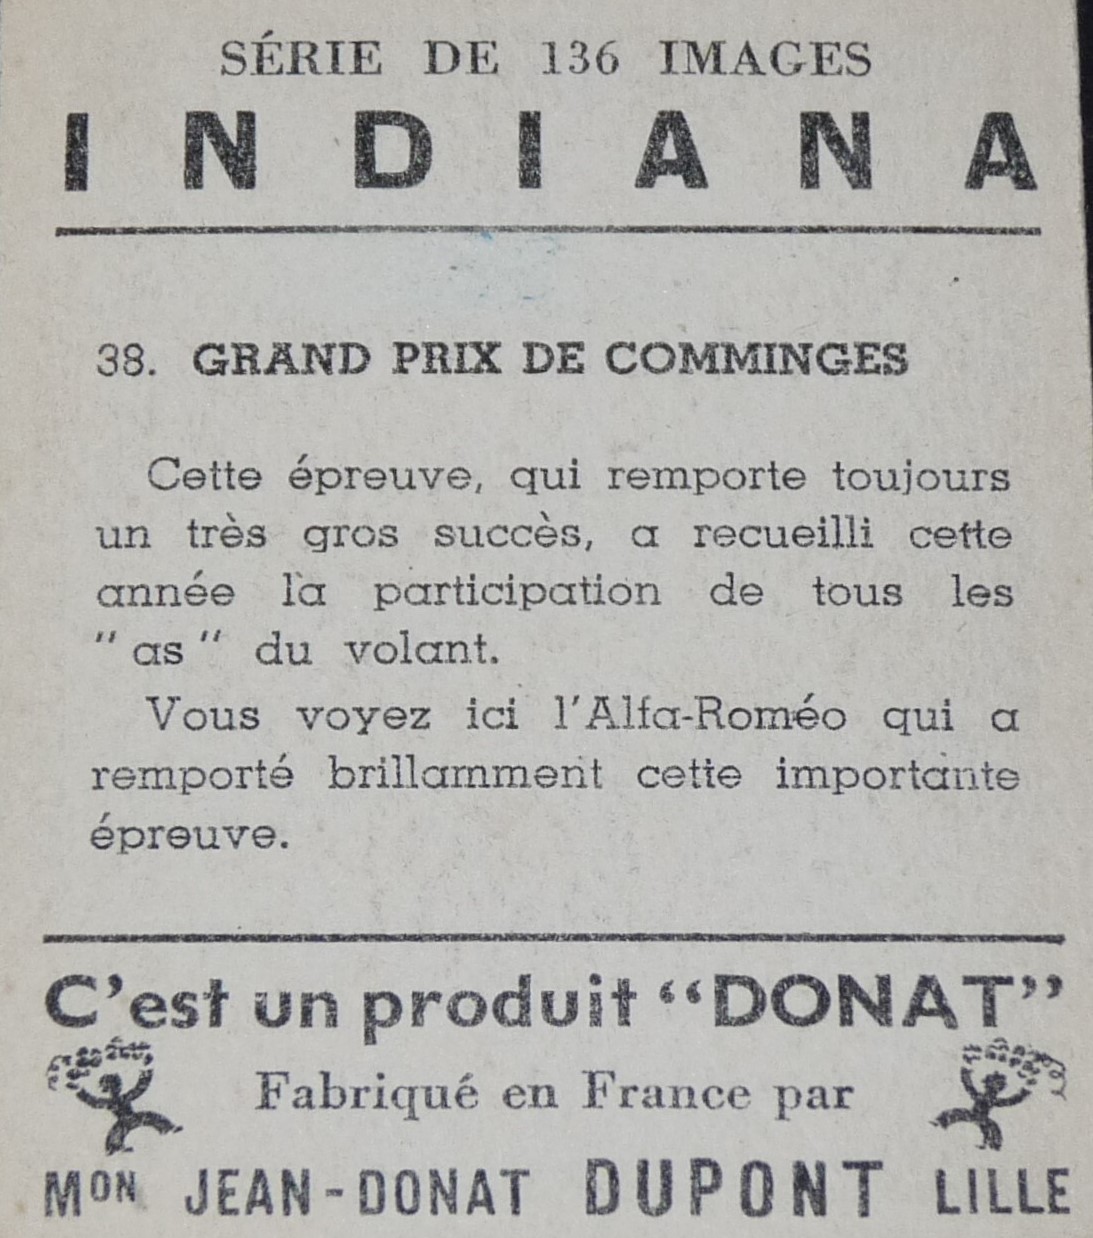 SÉRIE DE 136 IMAGES
INDIANA
38. GRAND PRIX DE COMMINGES
Cette épreuve, qui remporte toujours
un très gros succès, a recueilli cette
année la participation de tous les
"as" du volant.
Vous voyez ici l'Alfa-Roméo qui a
remporté brillamment cette importante
épreuve.
C'est un produit “DONAT”
Fabriqué en France par
MON JEAN-DONAT DUPONT LILLE